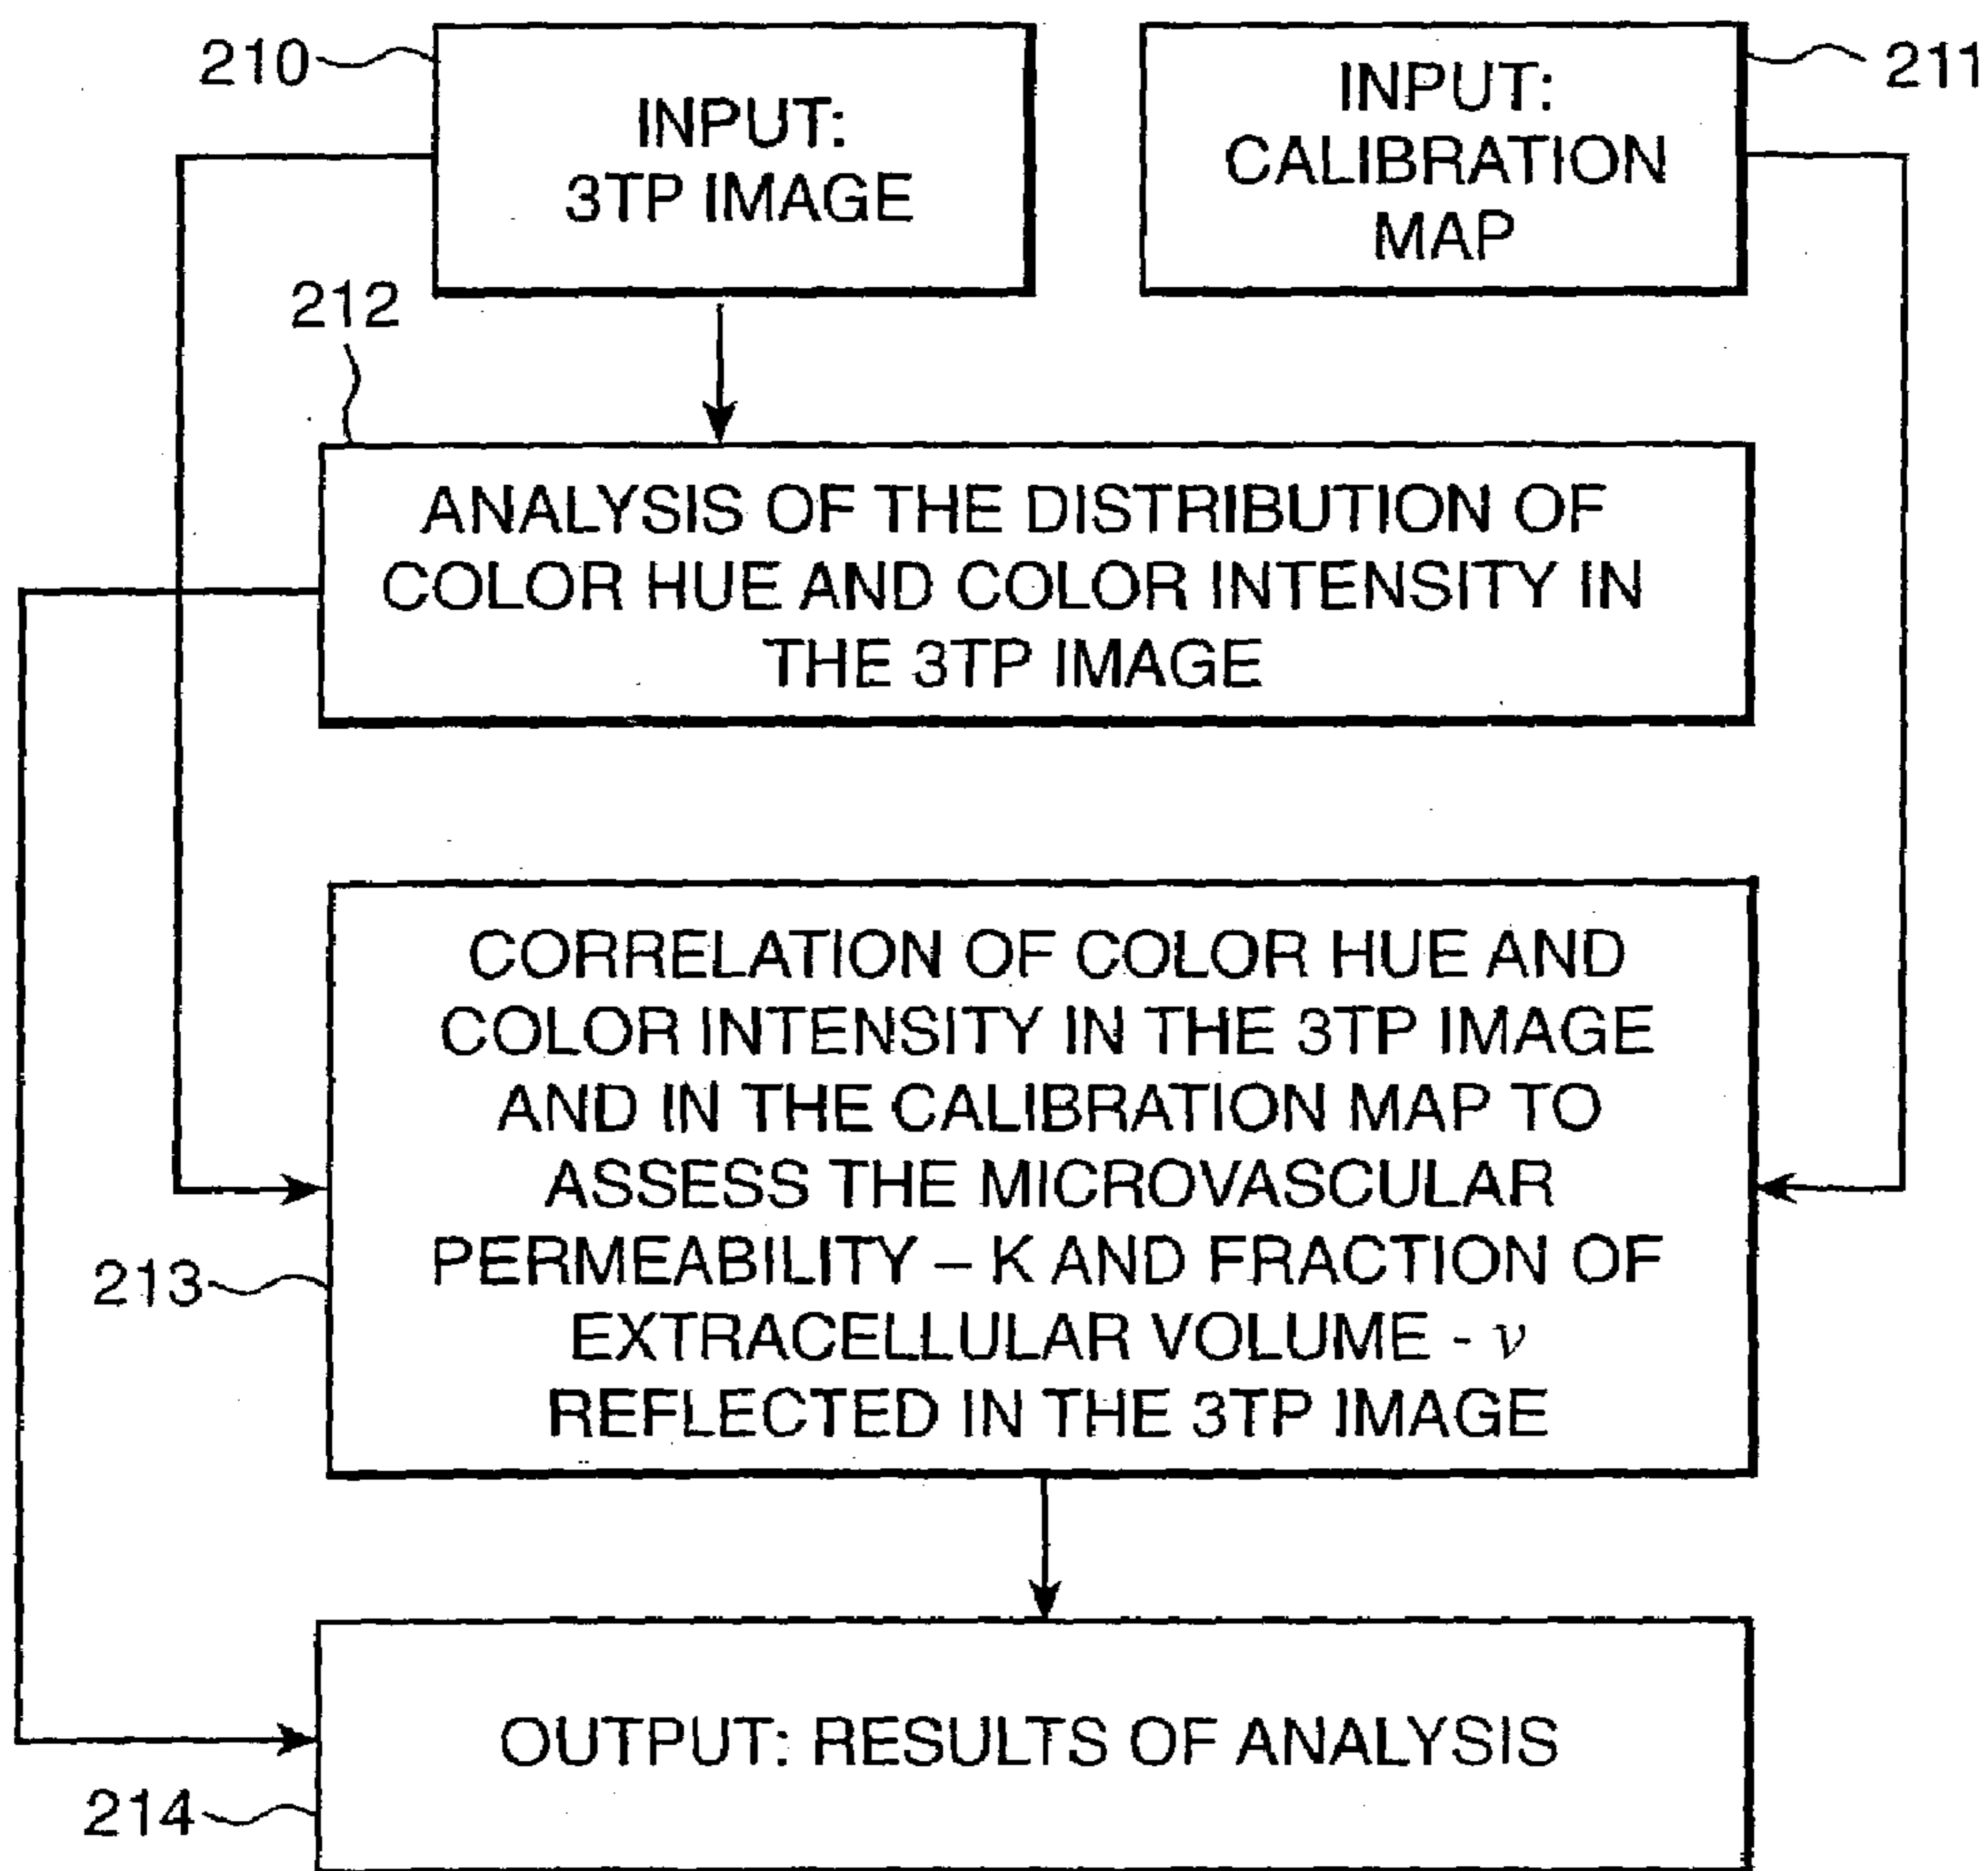 210
INPUT:
3TP IMAGE
INPUT:
CALIBRATION
MAP
211
212
ANALYSIS OF THE DISTRIBUTION OF
COLOR HUE AND COLOR INTENSITY IN
THE 3TP IMAGE
CORRELATION OF COLOR HUE AND
COLOR INTENSITY IN THE 3TP IMAGE
AND IN THE CALIBRATION MAP TO
ASSESS THE MICROVASCULAR
PERMEABILITY – K AND FRACTION OF
EXTRACELLULAR VOLUME - ν
REFLECTED IN THE 3TP IMAGE
213
OUTPUT: RESULTS OF ANALYSIS
214